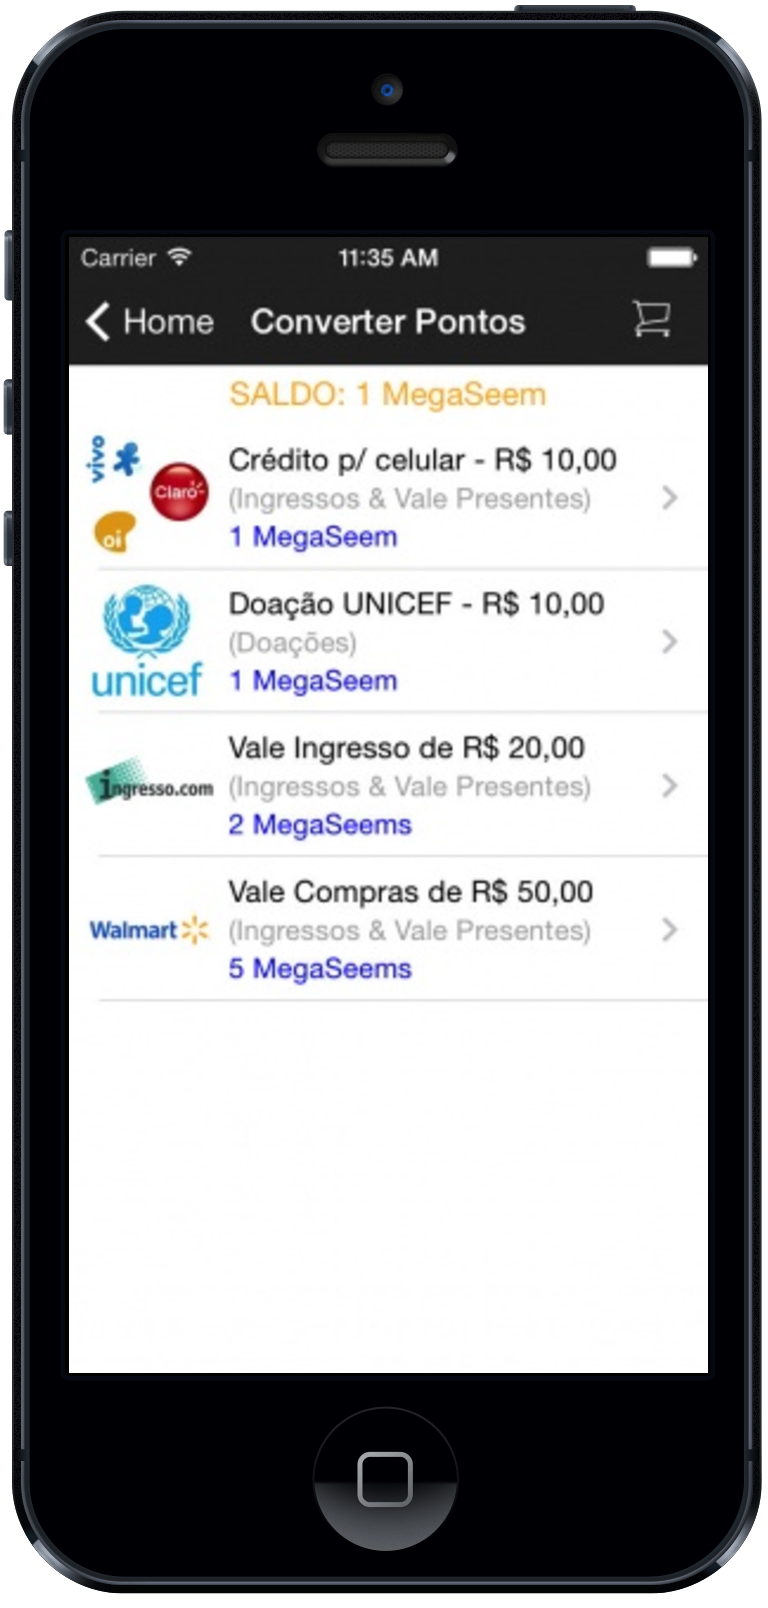 Carrier 11:35 AM
Home Converter Pontos
SALDO: 1 MegaSeem
vivo
Claro
oi
Crédito p/ celular - R$ 10,00
(Ingressos & Vale Presentes)
1 MegaSeem
unicef
Doação UNICEF - R$ 10,00
(Doações)
1 MegaSeem
ingresso.com
Vale Ingresso de R$ 20,00
(Ingressos & Vale Presentes)
2 MegaSeems
Walmart
Vale Compras de R$ 50,00
(Ingressos & Vale Presentes)
5 MegaSeems